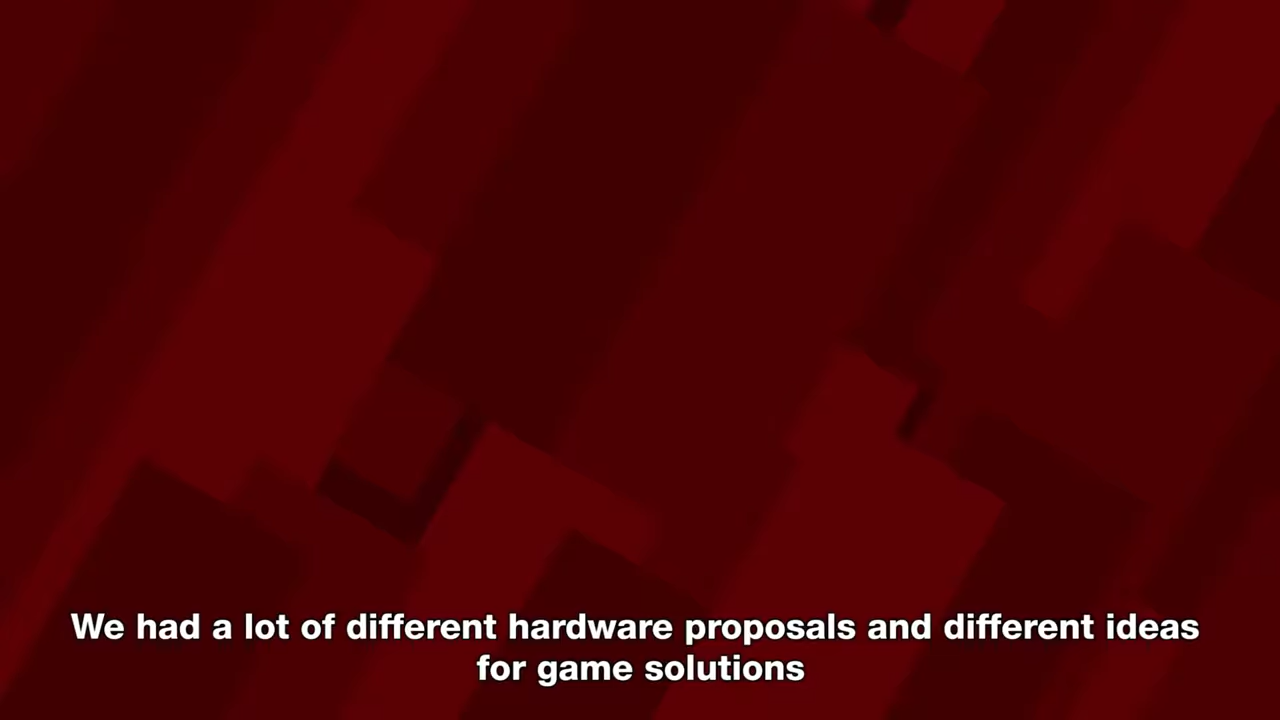 We had a lot of different hardware proposals and different ideas
for game solutions